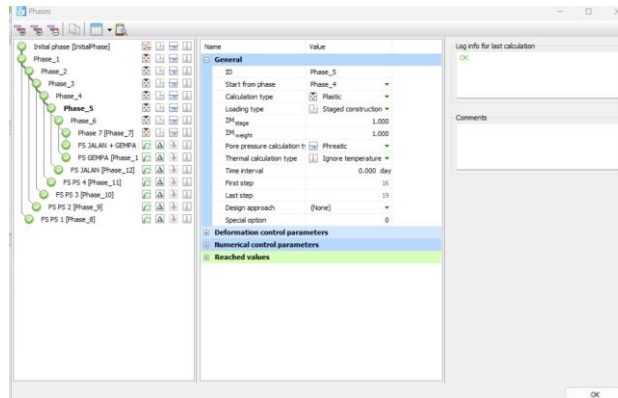 Phases
Initial phase [InitialPhase]
Phase_1
Phase_2
Phase_3
Phase_4
Phase_5
Phase_6
Phase 7 [Phase_7]
FS JALAN + GEMPA
FS GEMPA [Phase_1
FS JALAN [Phase_12]
FS PS 4 [Phase_11]
FS PS 3 [Phase_10]
FS PS 2 [Phase_9]
FS PS 1 [Phase_8]
Name Value
General
ID Phase_5
Start from phase Phase_4
Calculation type Plastic
Loading type Staged construction
ΣMstage 1.000
ΣMweight 1.000
Pore pressure calculation ty Phreatic
Thermal calculation type Ignore temperature
Time interval 0.000 day
First step 16
Last step 19
Design approach (None)
Special option 0
Deformation control parameters
Numerical control parameters
Reached values
Log info for last calculation
OK
Comments
OK